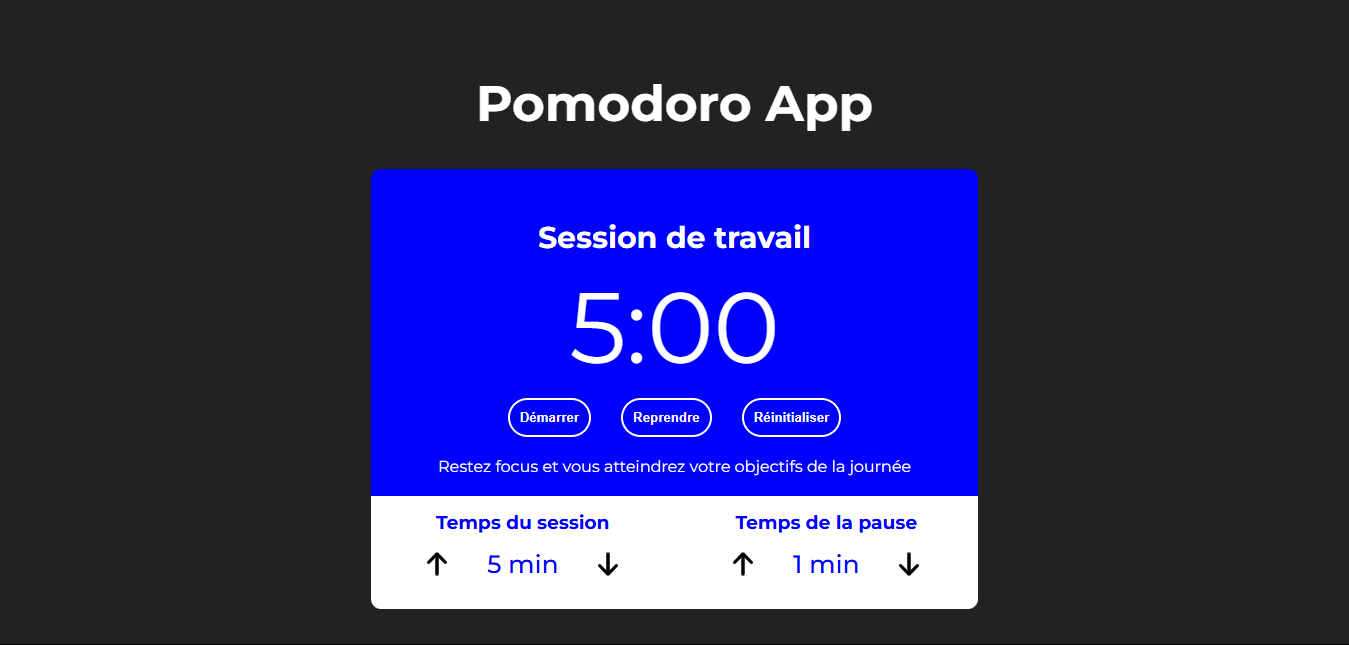 Pomodoro App
Session de travail
5:00
Démarrer Reprendre Réinitialiser
Restez focus et vous atteindrez votre objectifs de la journée
Temps du session Temps de la pause
5 min 1 min